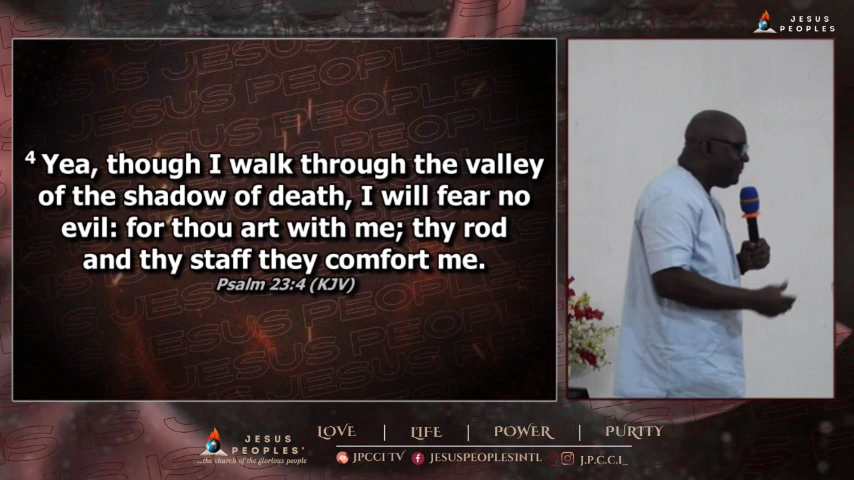 JESUS
PEOPLES
4 Yea, though I walk through the valley
of the shadow of death, I will fear no
evil: for thou art with me; thy rod
and thy staff they comfort me.
Psalm 23:4 (KJV)
JESUS
PEOPLES'
...the church of the glorious people
LOVE | LIFE | POWER | PURITY
JPCCI TV JESUSPEOPLESINTL J.P.C.C.I_